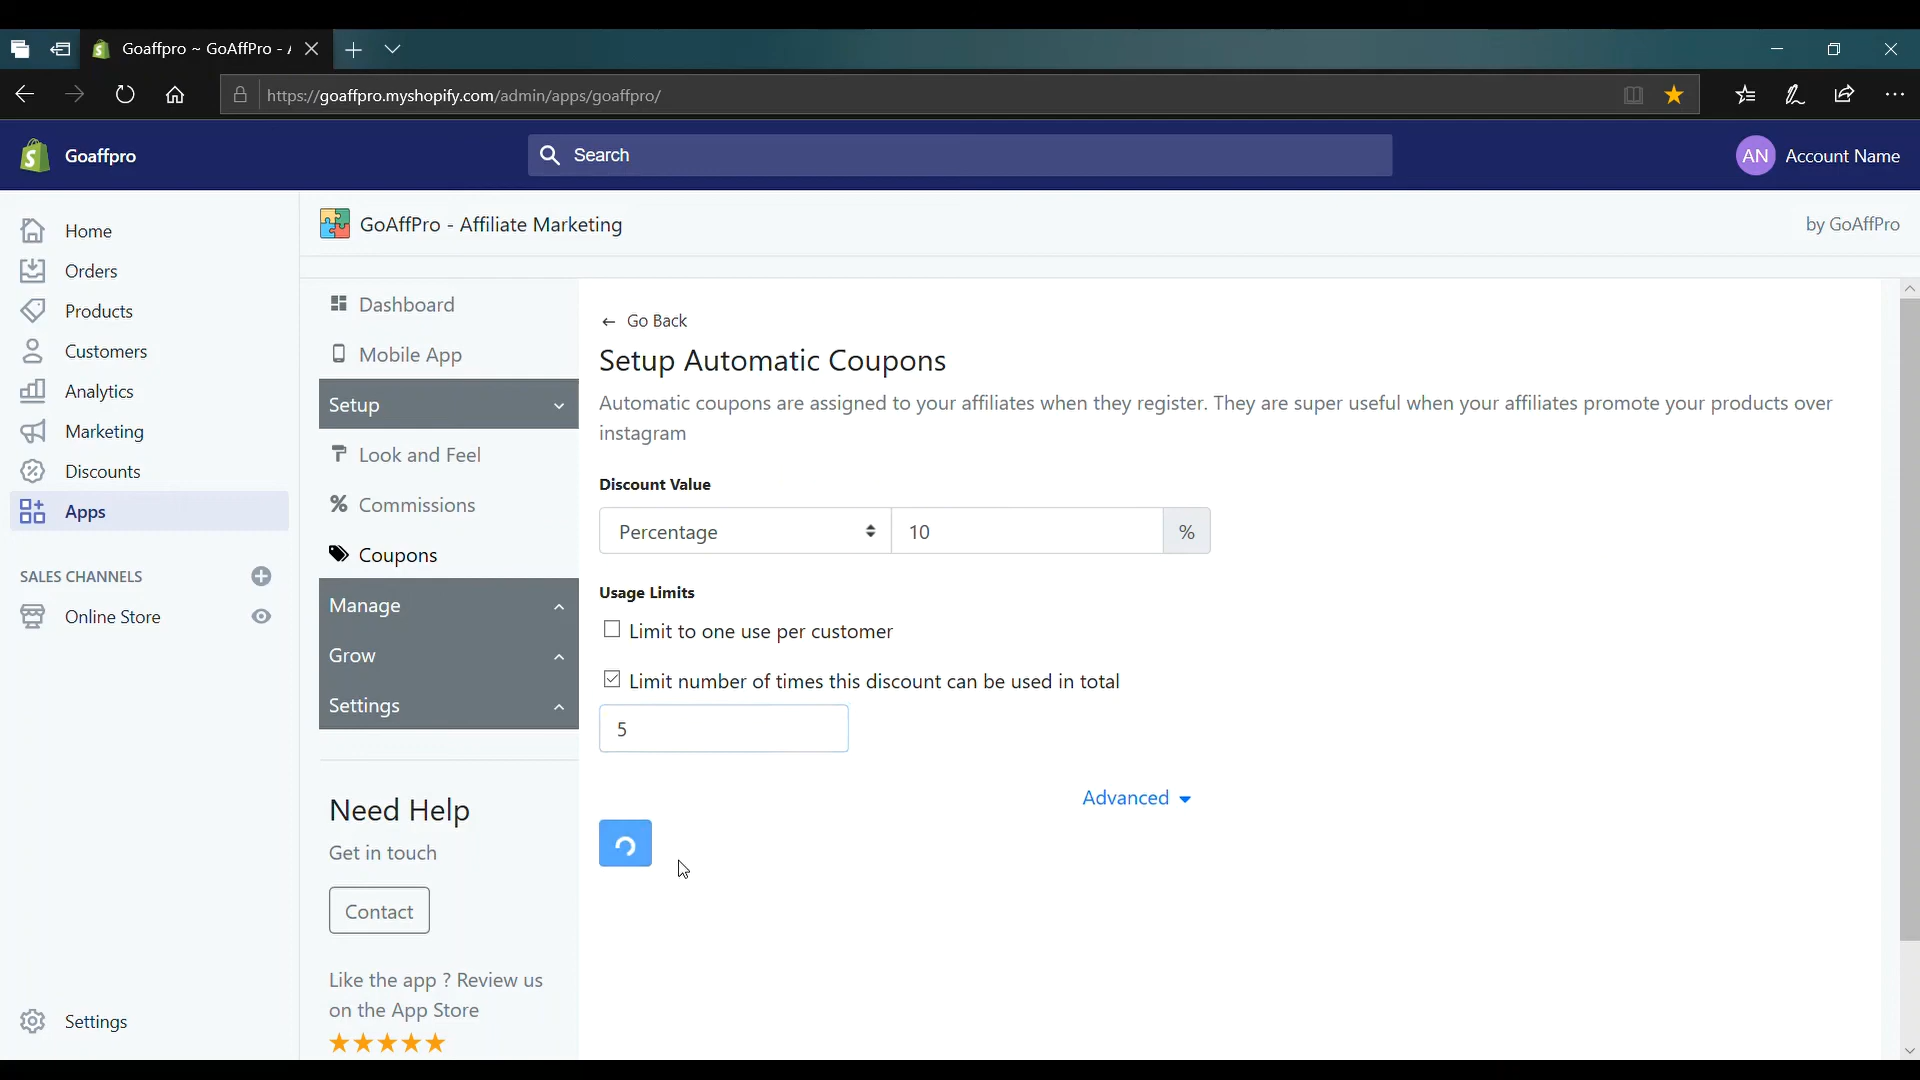 Goaffpro ~ GoAffPro - A
https://goaffpro.myshopify.com/admin/apps/goaffpro/
Goaffpro
Search
AN Account Name
Home
Orders
Products
Customers
Analytics
Marketing
Discounts
Apps
SALES CHANNELS
Online Store
Settings
GoAffPro - Affiliate Marketing
by GoAffPro
Dashboard
Mobile App
Setup
Look and Feel
% Commissions
Coupons
Manage
Grow
Settings
Need Help
Get in touch
Contact
Like the app ? Review us
on the App Store
← Go Back
Setup Automatic Coupons
Automatic coupons are assigned to your affiliates when they register. They are super useful when your affiliates promote your products over
instagram
Discount Value
Percentage 10 %
Usage Limits
Limit to one use per customer
Limit number of times this discount can be used in total
5
Advanced